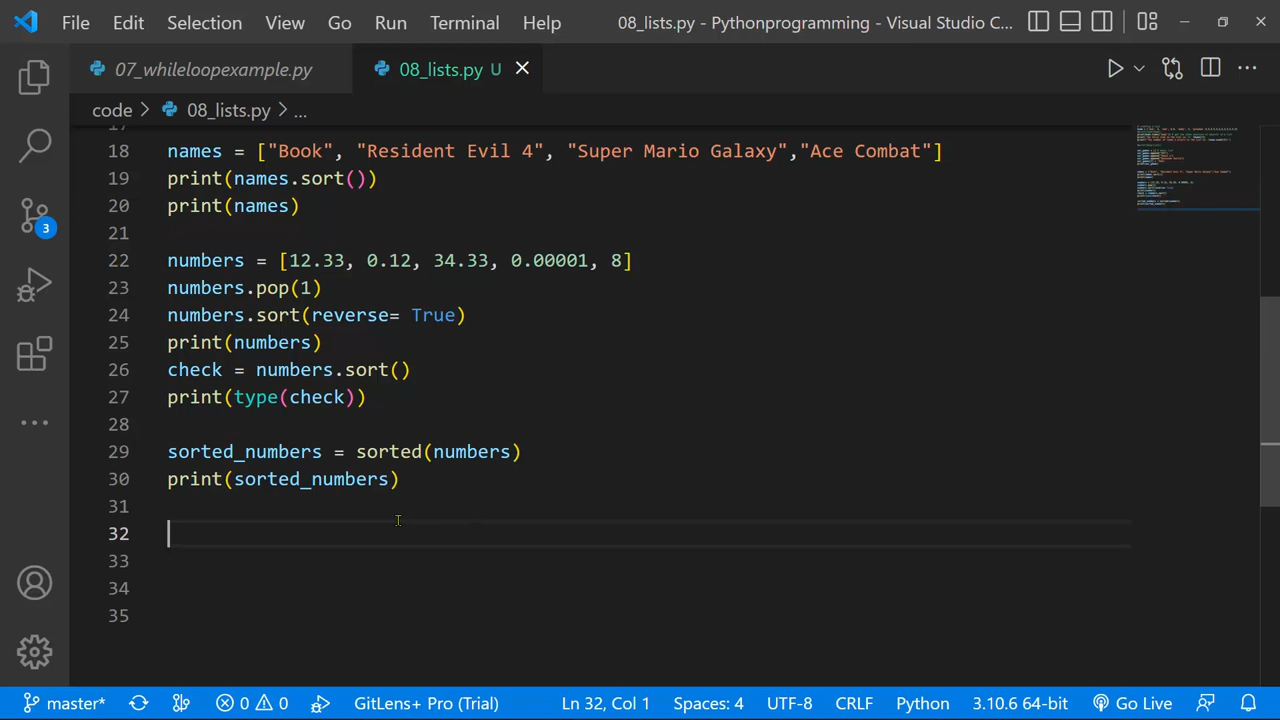 File Edit Selection View Go Run Terminal Help 08_lists.py - Pythonprogramming - Visual Studio C...
07_whileloopexample.py 08_lists.py U
code > 08_lists.py > ...
17
18 names = ["Book", "Resident Evil 4", "Super Mario Galaxy","Ace Combat"]
19 print(names.sort())
20 print(names)
21
22 numbers = [12.33, 0.12, 34.33, 0.00001, 8]
23 numbers.pop(1)
24 numbers.sort(reverse= True)
25 print(numbers)
26 check = numbers.sort()
27 print(type(check))
28
29 sorted_numbers = sorted(numbers)
30 print(sorted_numbers)
31
32
33
34
35
3
master* 0 0 GitLens+ Pro (Trial) Ln 32, Col 1 Spaces: 4 UTF-8 CRLF Python 3.10.6 64-bit Go Live